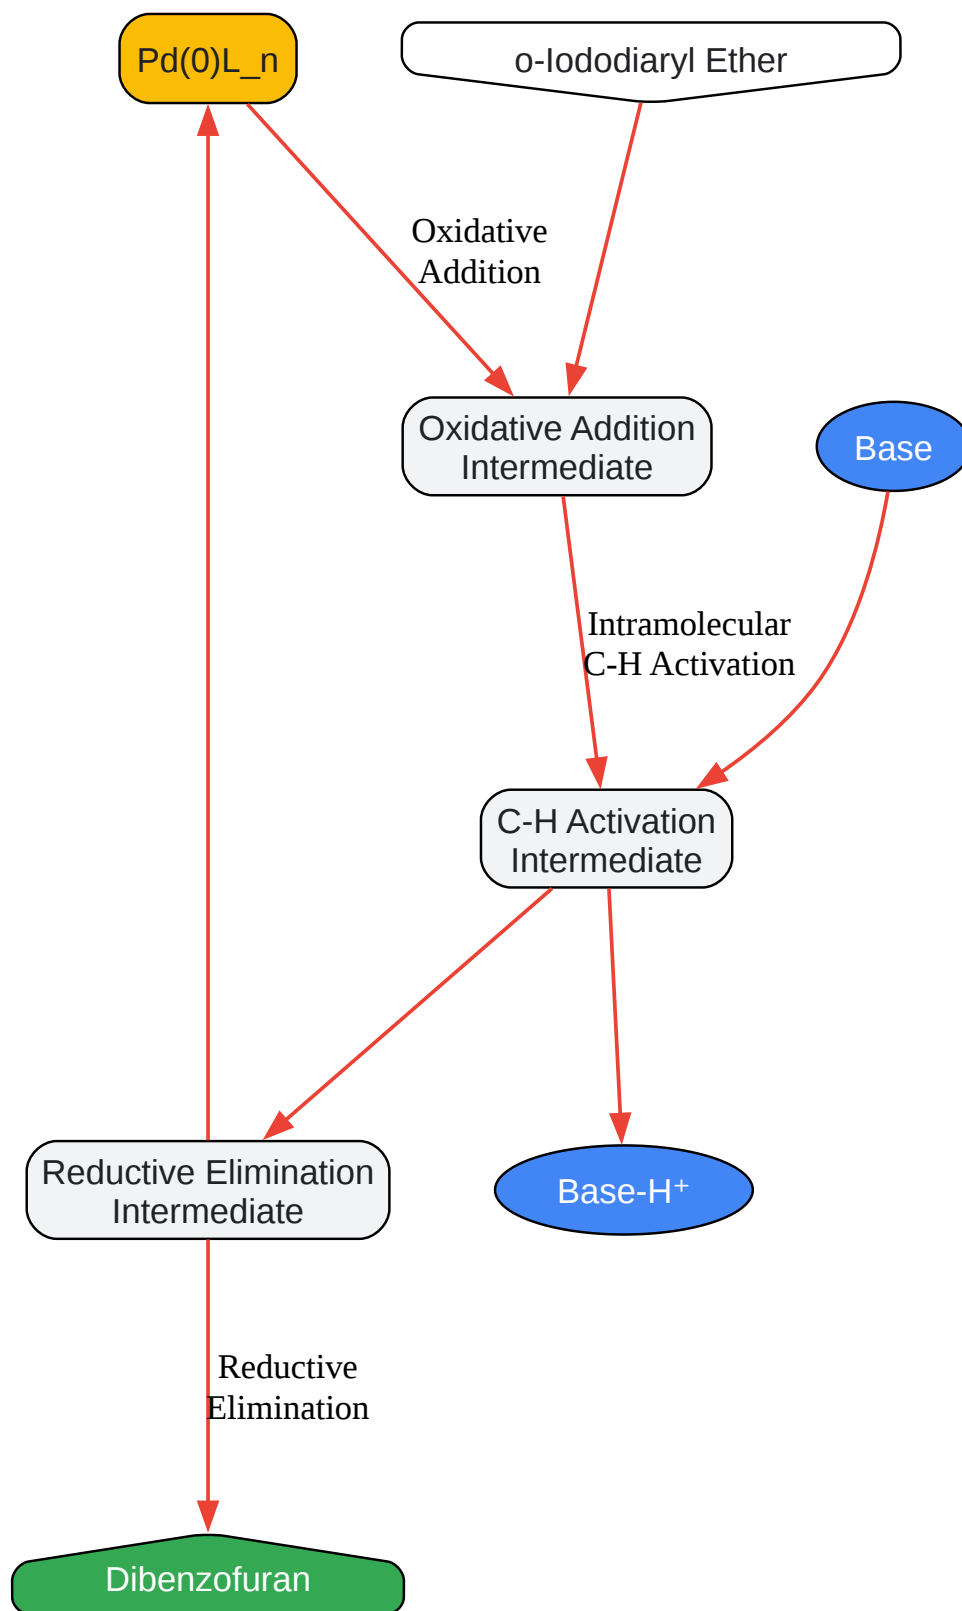 Pd(0)L_n
o-Iododiaryl Ether
Oxidative
Addition
Oxidative Addition
Intermediate
Base
Intramolecular
C-H Activation
C-H Activation
Intermediate
Reductive Elimination
Intermediate
Base-H⁺
Reductive
Elimination
Dibenzofuran